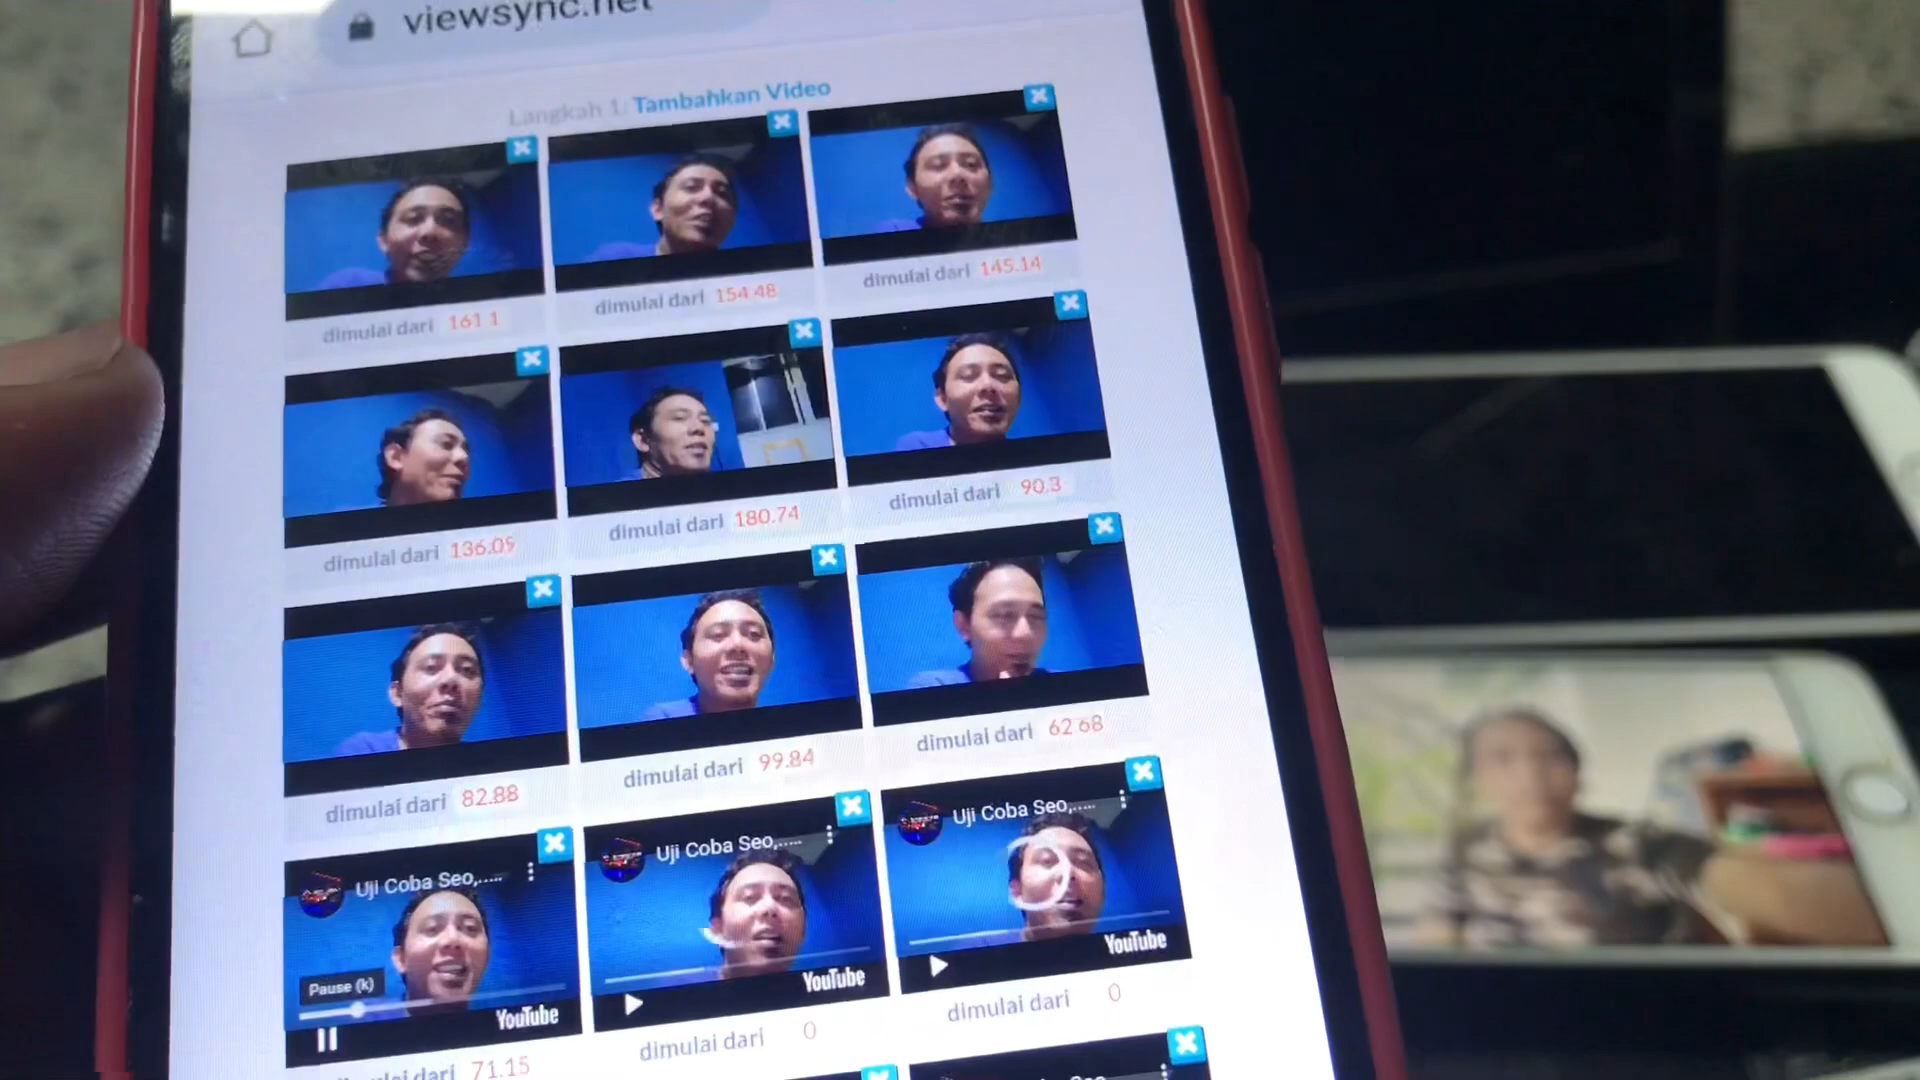 viewsync.net
Langkah 1: Tambahkan Video
dimulai dari 161 1
dimulai dari 154 48
dimulai dari 145.14
dimulai dari 136.05
dimulai dari 180.74
dimulai dari 90.3
dimulai dari 82.88
dimulai dari 99.84
dimulai dari 62 68
Uji Coba Seo,.....
Pause (k)
YouTube
Uji Coba Seo,.....
YouTube
Uji Coba Seo,.....
YouTube
dimulai dari 71.15
dimulai dari 0
dimulai dari 0